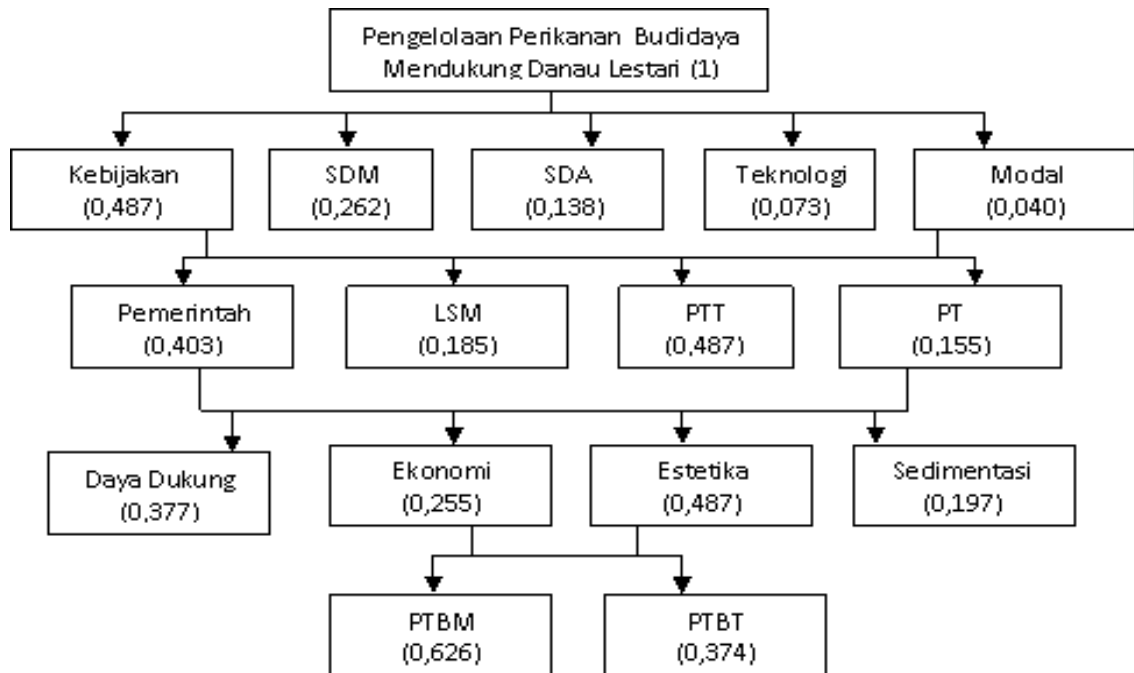 Pengelolaan Perikanan Budidaya
Mendukung Danau Lestari (1)
Kebijakan
(0,487)
SDM
(0,262)
SDA
(0,138)
Teknologi
(0,073)
Modal
(0,040)
Pemerintah
(0,403)
LSM
(0,185)
PTT
(0,487)
PT
(0,155)
Daya Dukung
(0,377)
Ekonomi
(0,255)
Estetika
(0,487)
Sedimentasi
(0,197)
PTBM
(0,626)
PTBT
(0,374)